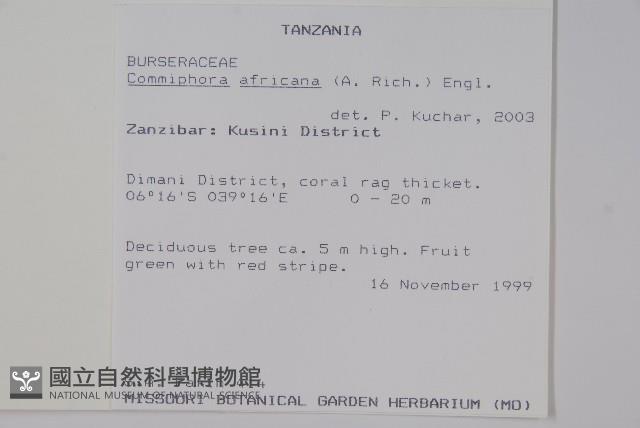 TANZANIA
BURSERACEAE
Commiphora africana (A. Rich.) Engl.
det. P. Kuchar, 2003
Zanzibar: Kusini District
Dimani District, coral rag thicket.
06°16'S 039°16'E 0 - 20 m
Deciduous tree ca. 5 m high. Fruit
green with red stripe.
16 November 1999
國立自然科學博物館
NATIONAL MUSEUM OF NATURAL SCIENCE
MISSOURI BOTANICAL GARDEN HERBARIUM (MO)